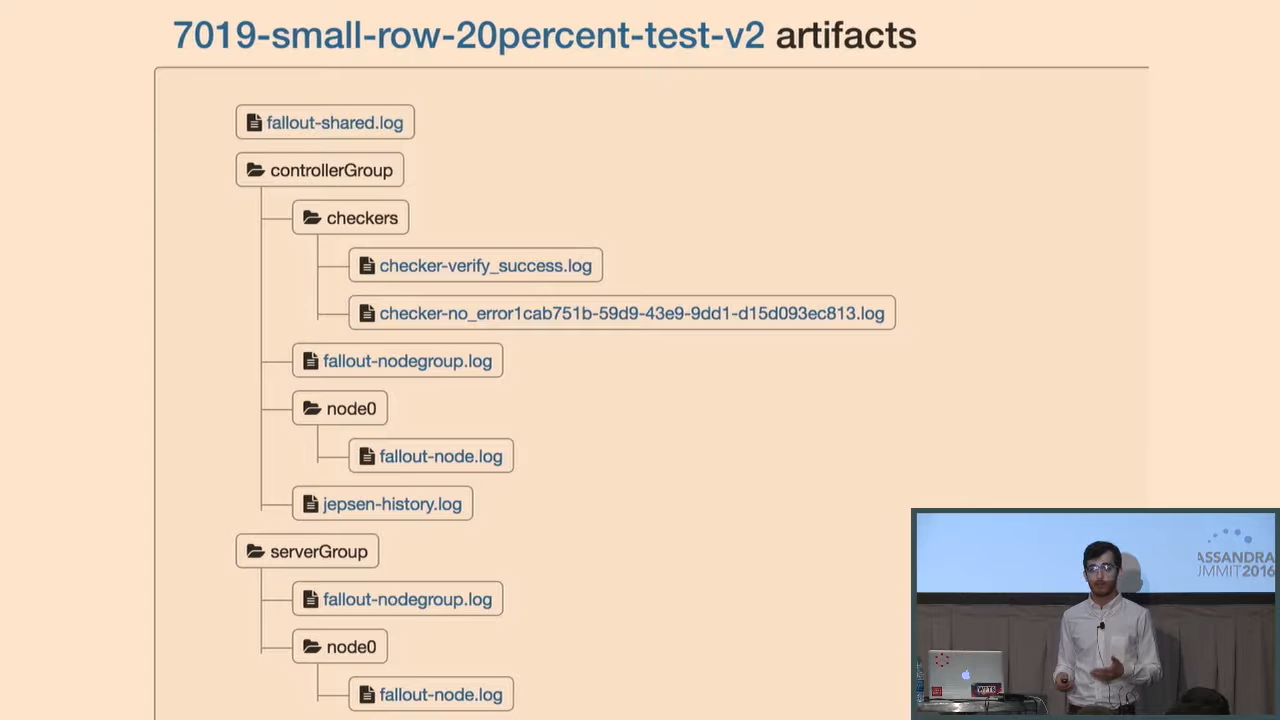 7019-small-row-20percent-test-v2 artifacts
fallout-shared.log
controllerGroup
checkers
checker-verify_success.log
checker-no_error1cab751b-59d9-43e9-9dd1-d15d093ec813.log
fallout-nodegroup.log
node0
fallout-node.log
jepsen-history.log
serverGroup
fallout-nodegroup.log
node0
fallout-node.log
ASSANDRA
UMMIT2016